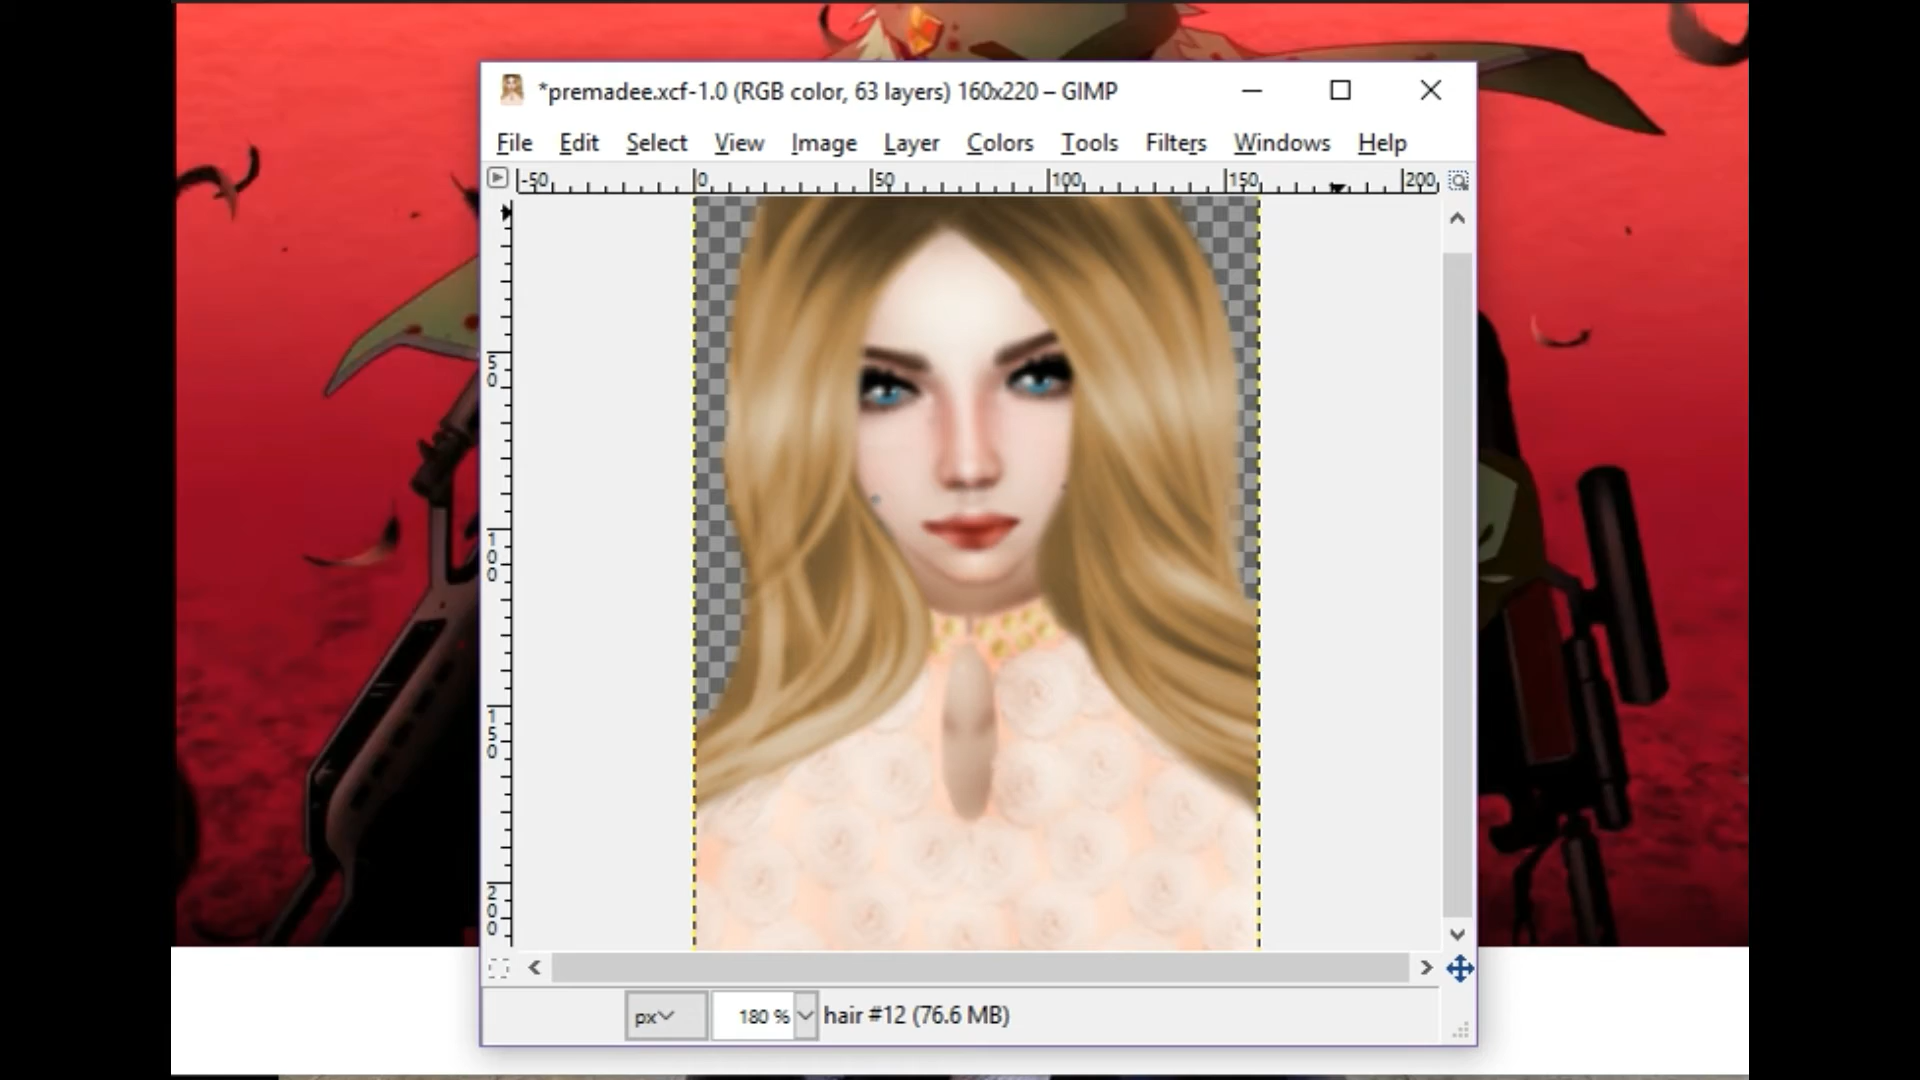 *premadee.xcf-1.0 (RGB color, 63 layers) 160x220 – GIMP
File Edit Select View Image Layer Colors Tools Filters Windows Help
-50 0 50 100 150 200
50
100
150
200
px 180 % hair #12 (76.6 MB)